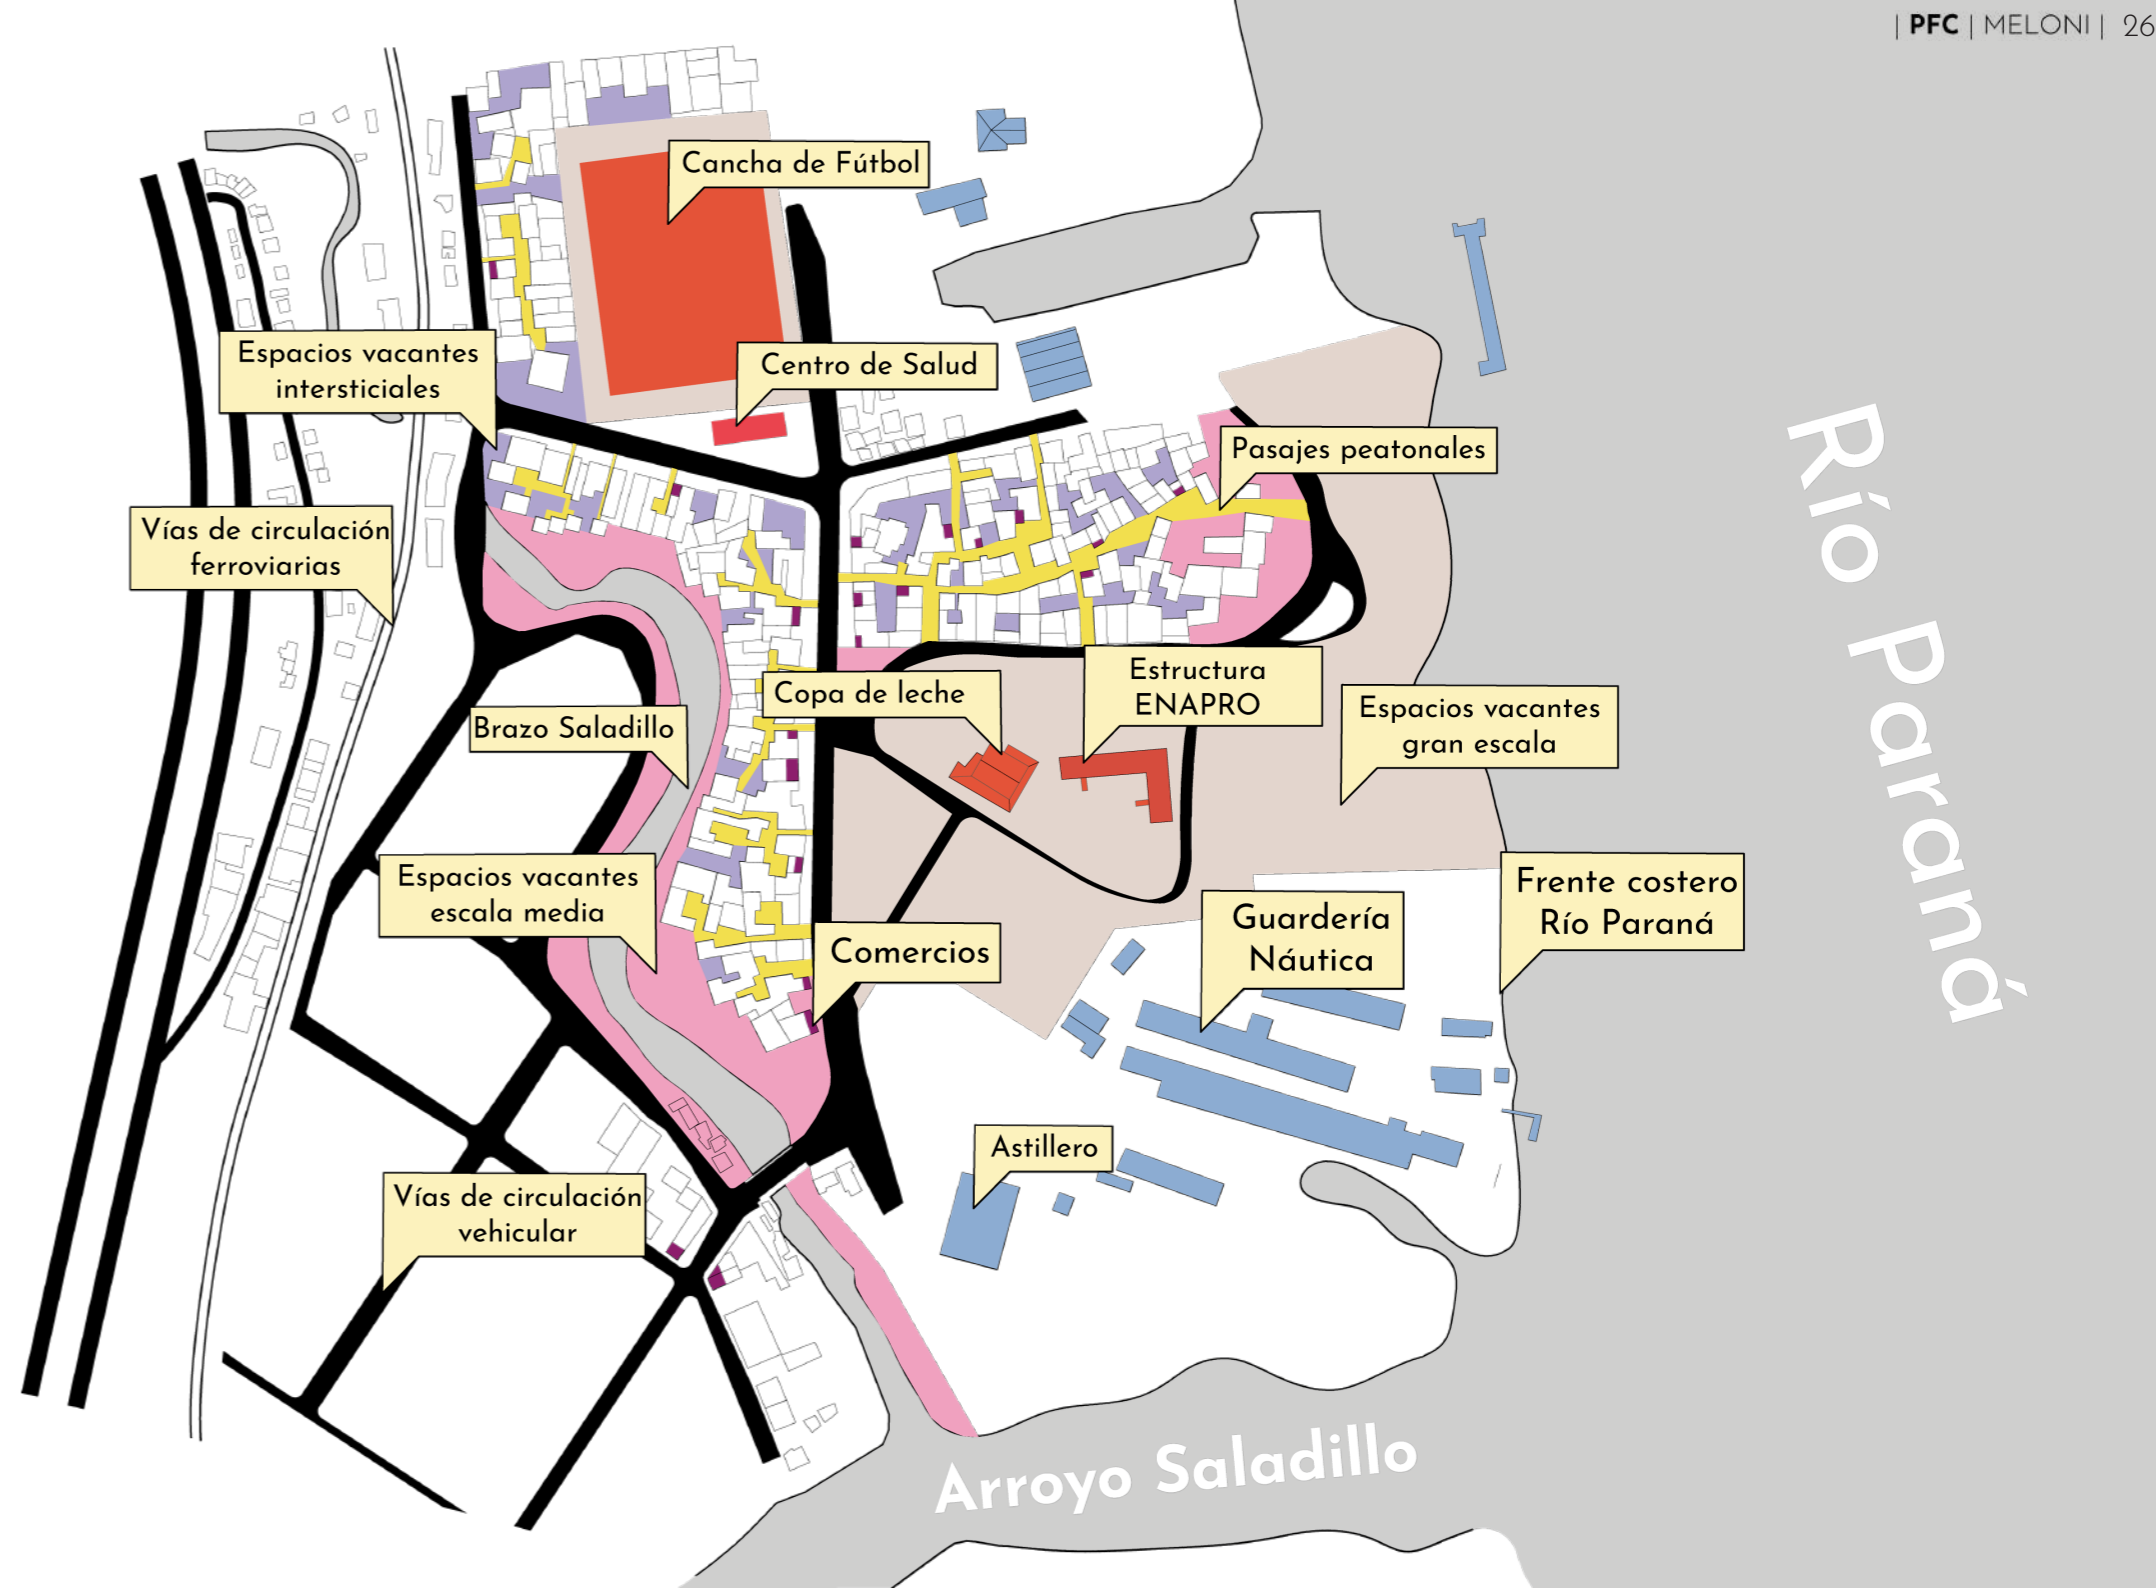 | PFC | MELONI | 26
Cancha de Fútbol
Espacios vacantes
intersticiales
Centro de Salud
Pasajes peatonales
Vías de circulación
ferroviarias
Río Paraná
Copa de leche
Estructura
ENAPRO
Brazo Saladillo
Espacios vacantes
gran escala
Espacios vacantes
escala media
Comercios
Guardería
Náutica
Frente costero
Río Paraná
Astillero
Vías de circulación
vehicular
Arroyo Saladillo